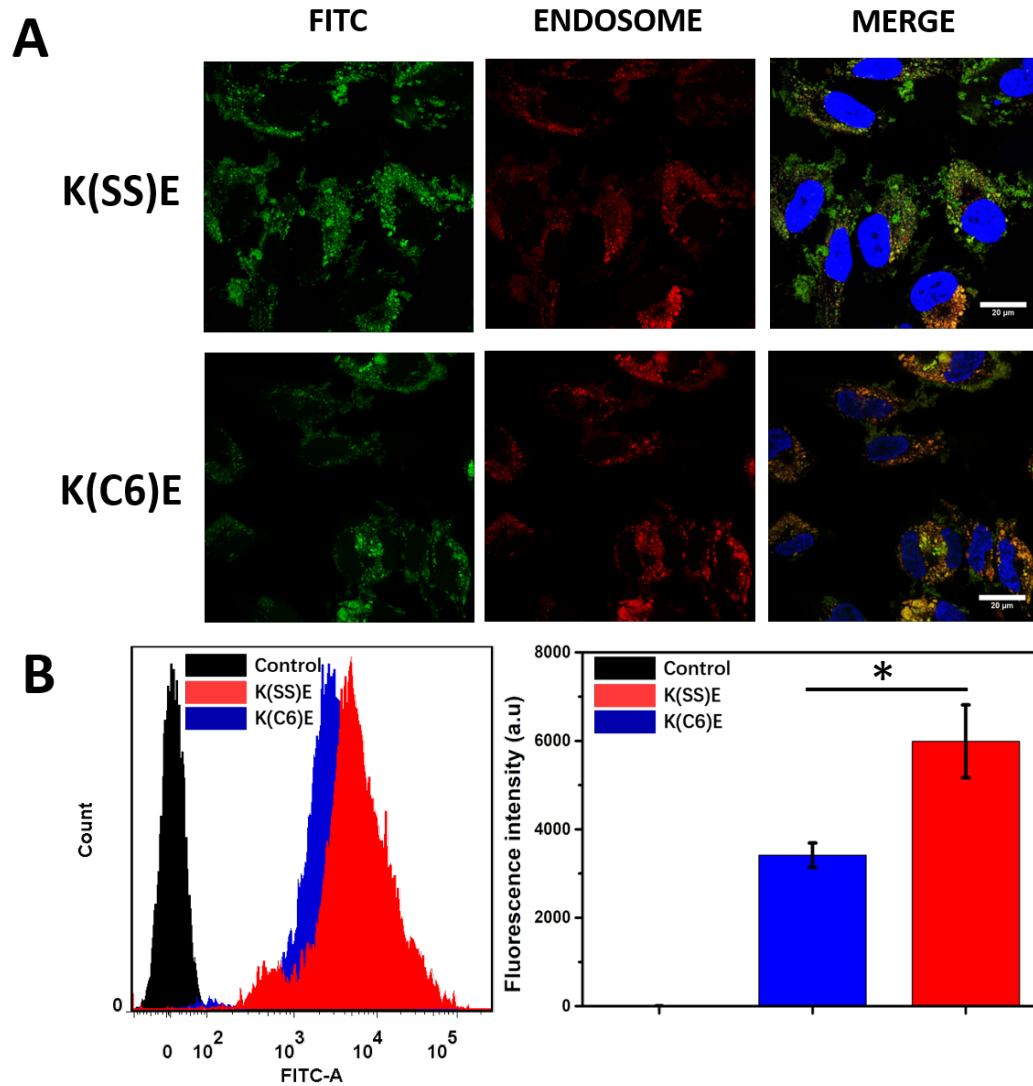 A
FITC
ENDOSOME
MERGE
K(SS)E
20 µm
K(C6)E
20 µm
B
Control
K(SS)E
K(C6)E
Count
0
0 10² 10³ 10⁴ 10⁵
FITC-A
Control
K(SS)E
K(C6)E
*
Fluorescence intensity (a.u)
8000
6000
4000
2000
0